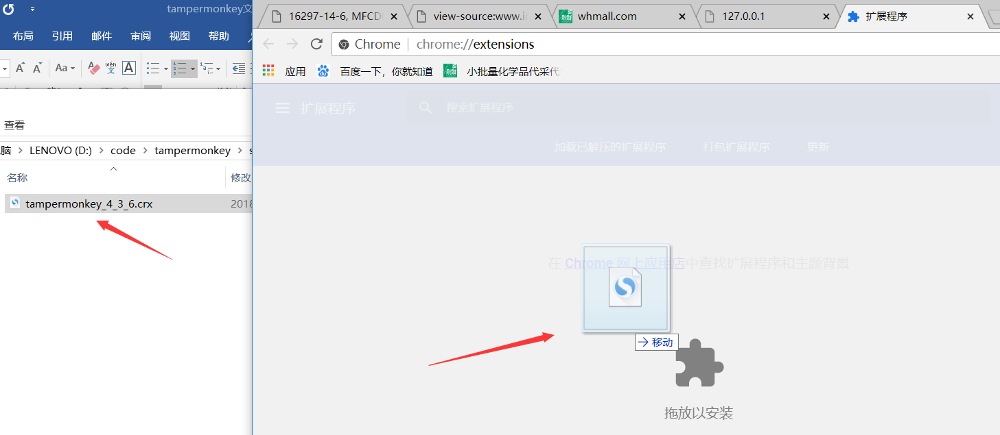 tampermonkey文
布局 引用 邮件 审阅 视图 帮助
Aa wén 文 A
查看
脑 > LENOVO (D:) > code > tampermonkey > s
名称 修改
tampermonkey_4_3_6.crx 2018
16297-14-6, MFCD view-source:www.i whmall.com 127.0.0.1 扩展程序
Chrome chrome://extensions
应用 百度一下，你就知道 小批量化学品代采代
扩展程序 搜索扩展程序
加载已解压的扩展程序 打包扩展程序 更新
在 Chrome 网上应用店中查找扩展程序和主题背景
移动
拖放以安装